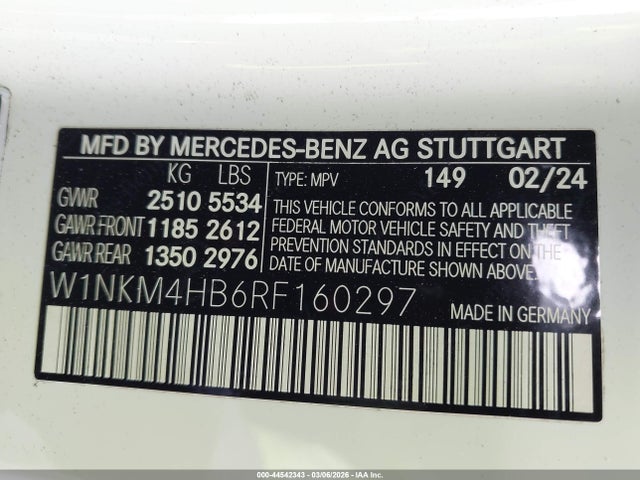 MFD BY MERCEDES-BENZ AG STUTTGART
KG LBS
GVWR 2510 5534
GAWR FRONT 1185 2612
GAWR REAR 1350 2976
TYPE: MPV 149 02/24
THIS VEHICLE CONFORMS TO ALL APPLICABLE
FEDERAL MOTOR VEHICLE SAFETY AND THEFT
PREVENTION STANDARDS IN EFFECT ON THE
DATE OF MANUFACTURE SHOWN ABOVE.
W1NKM4HB6RF160297
MADE IN GERMANY
000-44542343 | 03/06/2026 - IAAI.COM